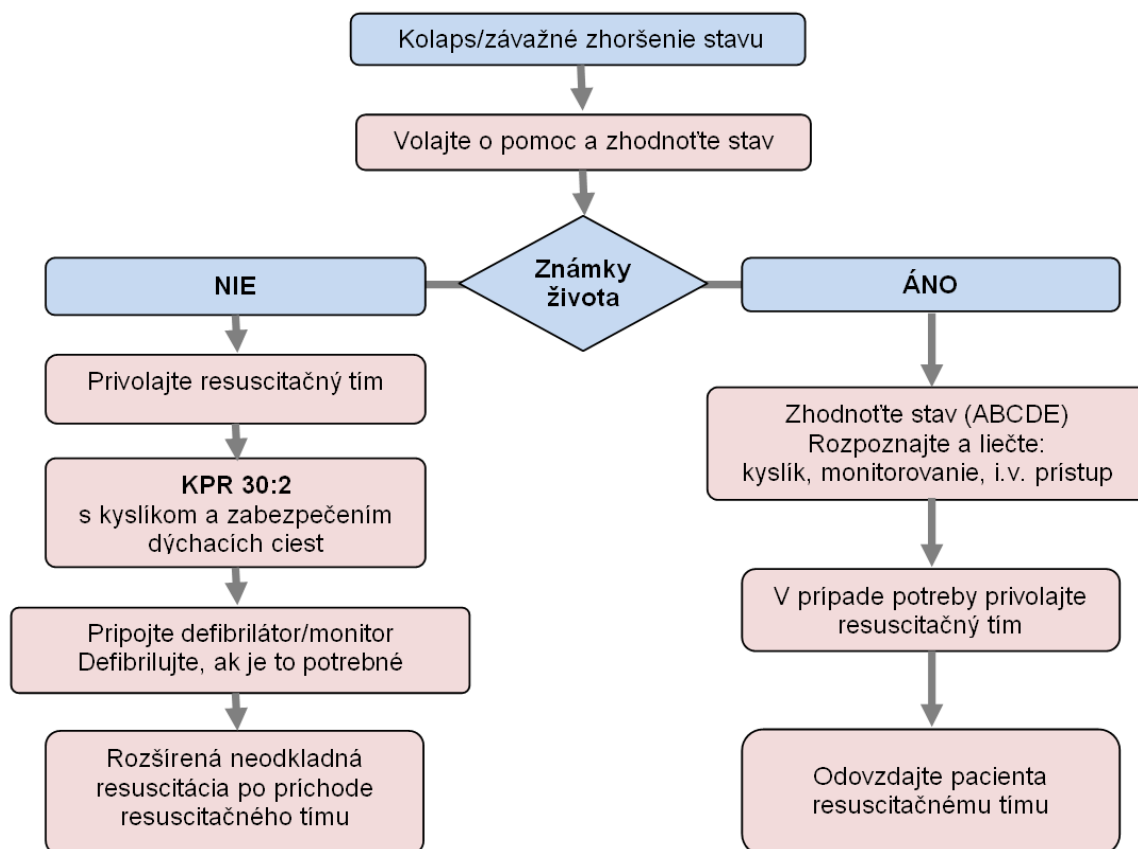 Kolaps/závažné zhoršenie stavu
Volajte o pomoc a zhodnoťte stav
Známky
života
NIE
Privolajte resuscitačný tím
KPR 30:2
s kyslíkom a zabezpečením
dýchacích ciest
Pripojte defibrilátor/monitor
Defibrilujte, ak je to potrebné
Rozšírená neodkladná
resuscitácia po príchode
resuscitačného tímu
ÁNO
Zhodnoťte stav (ABCDE)
Rozpoznajte a liečte:
kyslík, monitorovanie, i.v. prístup
V prípade potreby privolajte
resuscitačný tím
Odovzdajte pacienta
resuscitačnému tímu